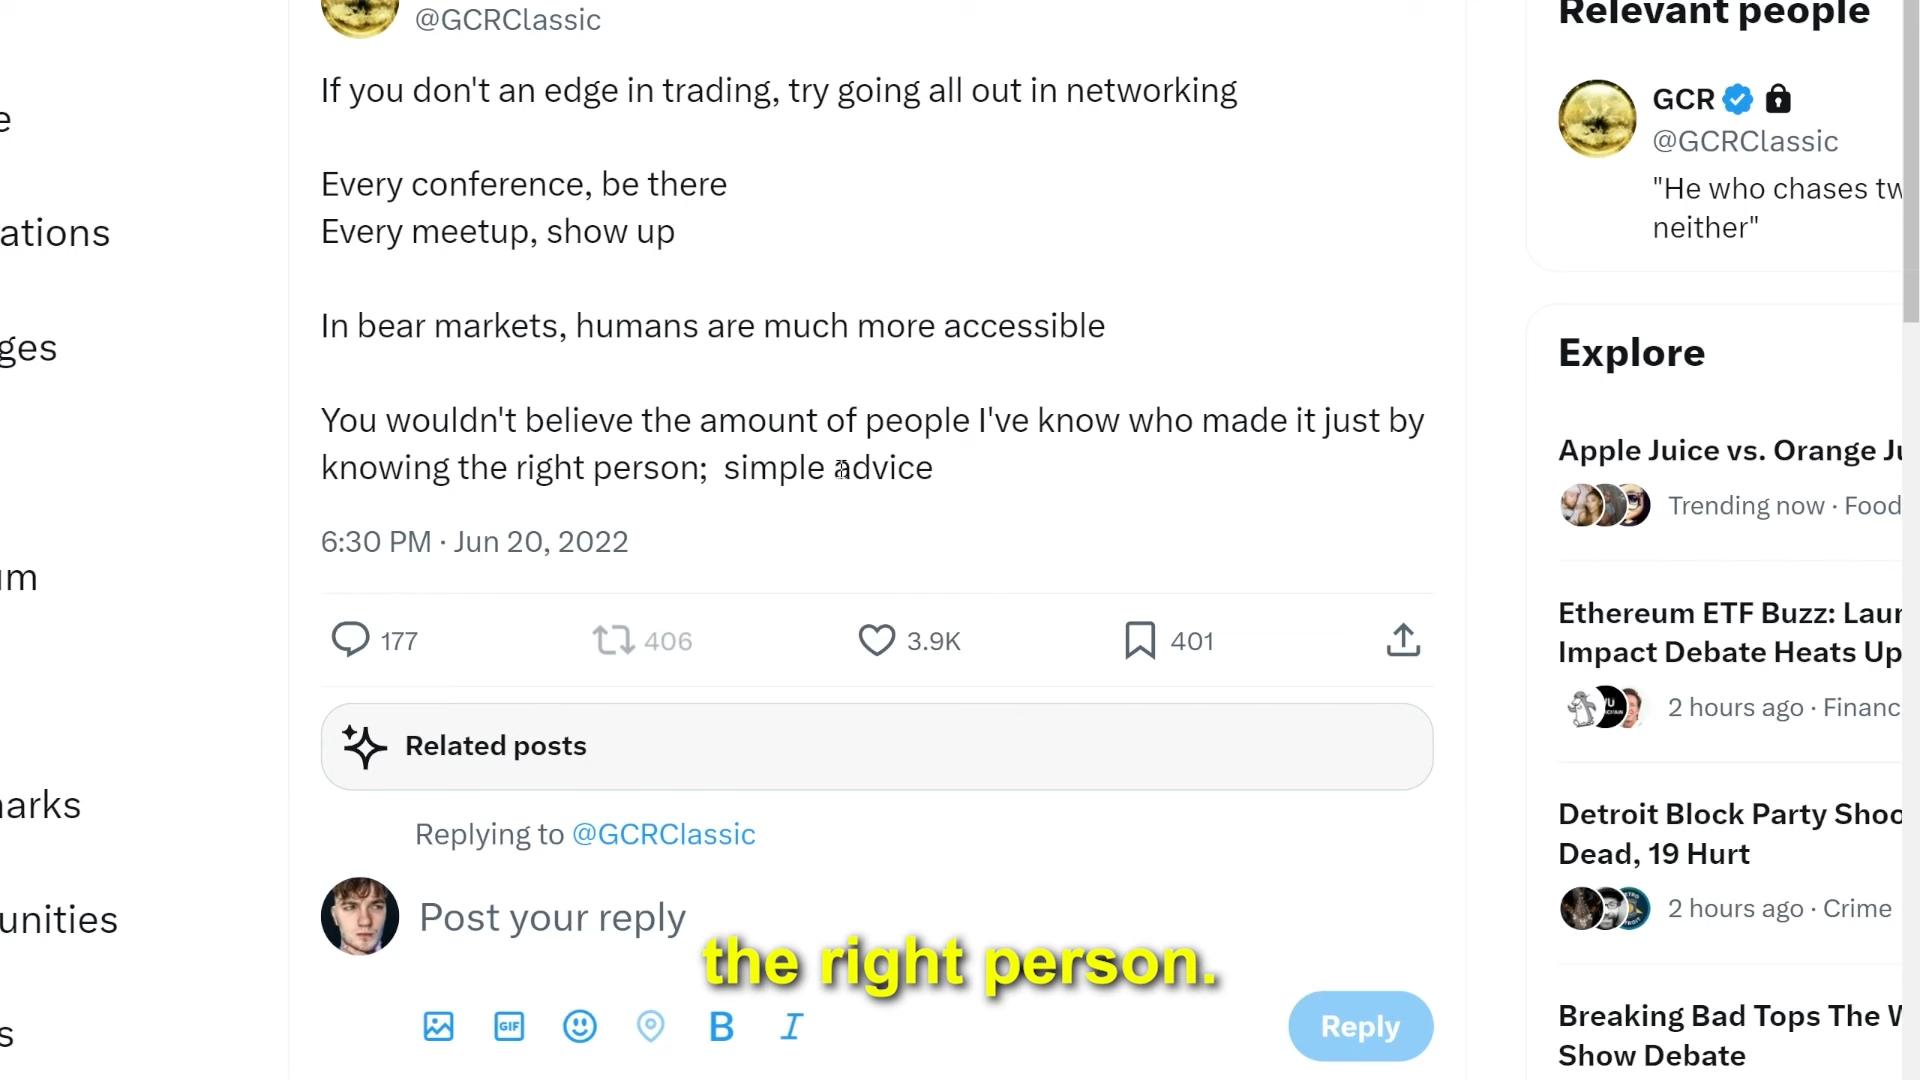 @GCRClassic
If you don't an edge in trading, try going all out in networking
Every conference, be there
Every meetup, show up
In bear markets, humans are much more accessible
You wouldn't believe the amount of people I've know who made it just by
knowing the right person;  simple advice
6:30 PM · Jun 20, 2022
177
406
3.9K
401
Related posts
Replying to @GCRClassic
Post your reply
the right person.
GIF
B
I
Reply
e
ations
ges
um
arks
unities
s
Relevant people
GCR
@GCRClassic
"He who chases tw
neither"
Explore
Apple Juice vs. Orange Ju
Trending now · Food
Ethereum ETF Buzz: Laun
Impact Debate Heats Up
2 hours ago · Financ
Detroit Block Party Shoo
Dead, 19 Hurt
2 hours ago · Crime
Breaking Bad Tops The W
Show Debate